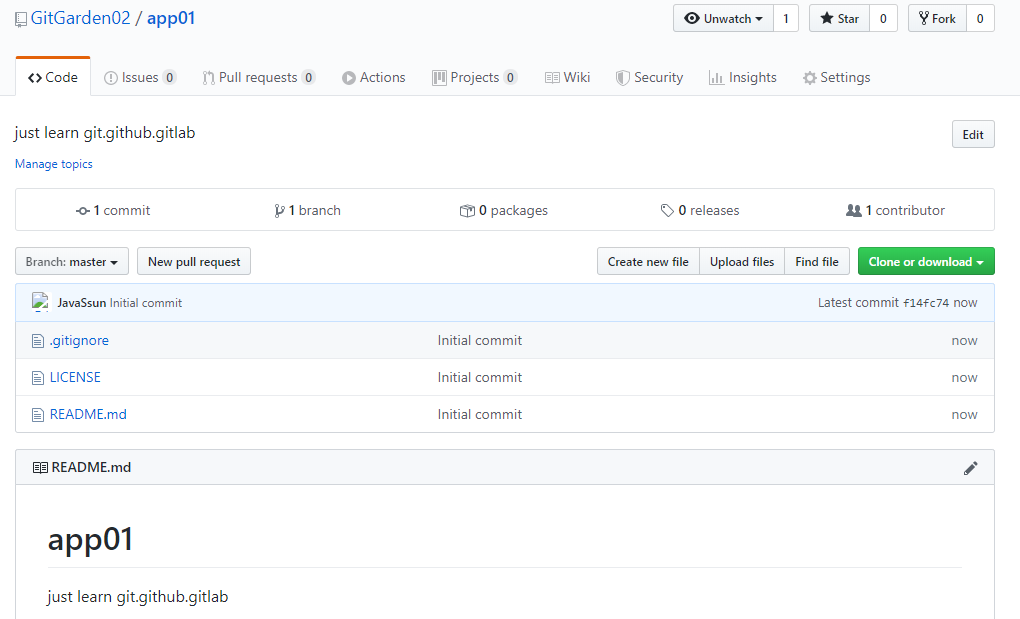 GitGarden02 / app01
Unwatch 1 Star 0 Fork 0
Code Issues 0 Pull requests 0 Actions Projects 0 Wiki Security Insights Settings
just learn git.github.gitlab
Edit
Manage topics
1 commit 1 branch 0 packages 0 releases 1 contributor
Branch: master New pull request Create new file Upload files Find file Clone or download
JavaSsun Initial commit Latest commit f14fc74 now
.gitignore Initial commit now
LICENSE Initial commit now
README.md Initial commit now
README.md
app01
just learn git.github.gitlab